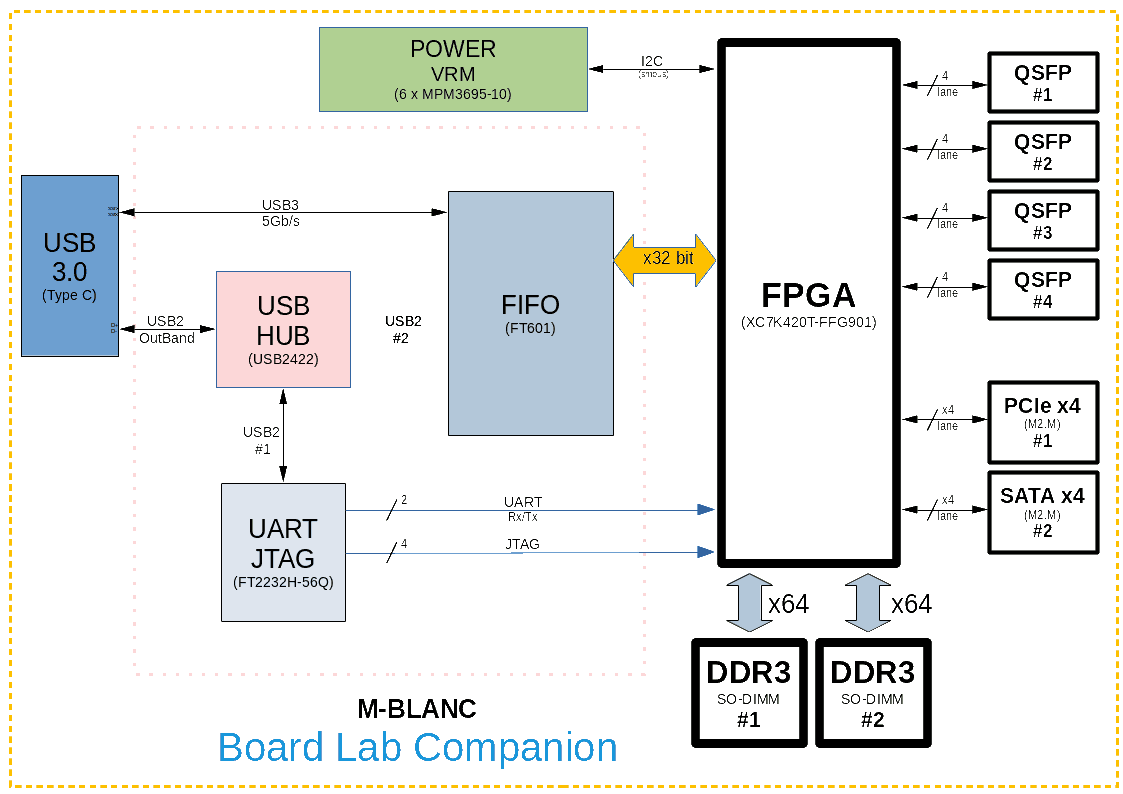 POWER
VRM
(6 x MPM3695-10)
I2C
(smbus)
USB
3.0
(Type C)
USB3
5Gb/s
USB2
OutBand
USB
HUB
(USB2422)
USB2
#2
USB2
#1
FIFO
(FT601)
x32 bit
UART
JTAG
(FT2232H-56Q)
2
UART
Rx/Tx
4
JTAG
FPGA
(XC7K420T-FFG901)
4
lane
QSFP
#1
4
lane
QSFP
#2
4
lane
QSFP
#3
4
lane
QSFP
#4
x4
lane
PCIe x4
(M2.M)
#1
x4
lane
SATA x4
(M2.M)
#2
x64
x64
DDR3
SO-DIMM
#1
DDR3
SO-DIMM
#2
M-BLANC
Board Lab Companion